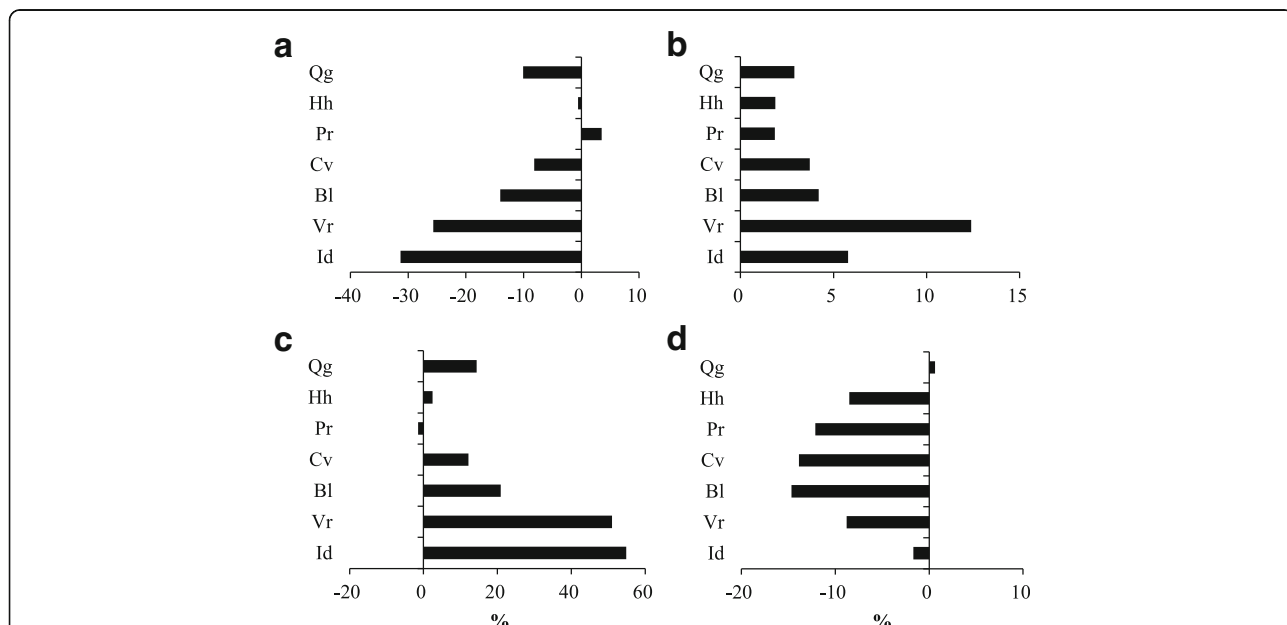 a
Qg
Hh
Pr
Cv
Bl
Vr
Id
-40 -30 -20 -10 0 10
b
Qg
Hh
Pr
Cv
Bl
Vr
Id
0 5 10 15
c
Qg
Hh
Pr
Cv
Bl
Vr
Id
-20 0 20 40 60
%
d
Qg
Hh
Pr
Cv
Bl
Vr
Id
-20 -10 0 10
%